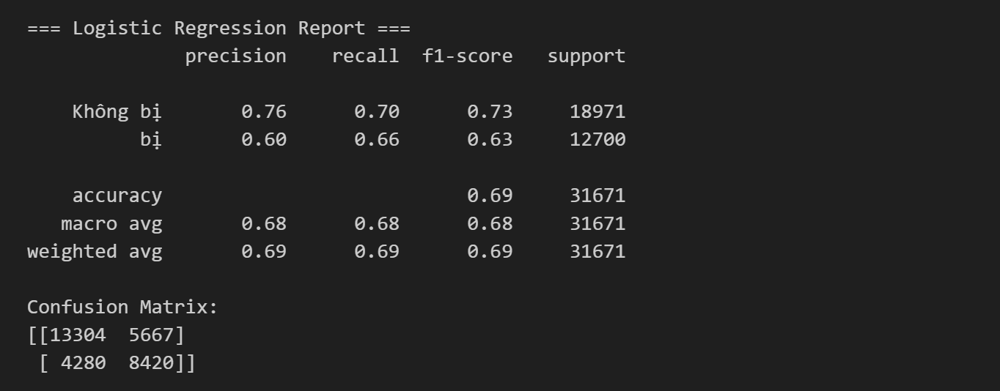 === Logistic Regression Report ===
precision recall f1-score support
Không bị 0.76 0.70 0.73 18971
bị 0.60 0.66 0.63 12700
accuracy 0.69 31671
macro avg 0.68 0.68 0.68 31671
weighted avg 0.69 0.69 0.69 31671
Confusion Matrix:
[[13304 5667]
[ 4280 8420]]